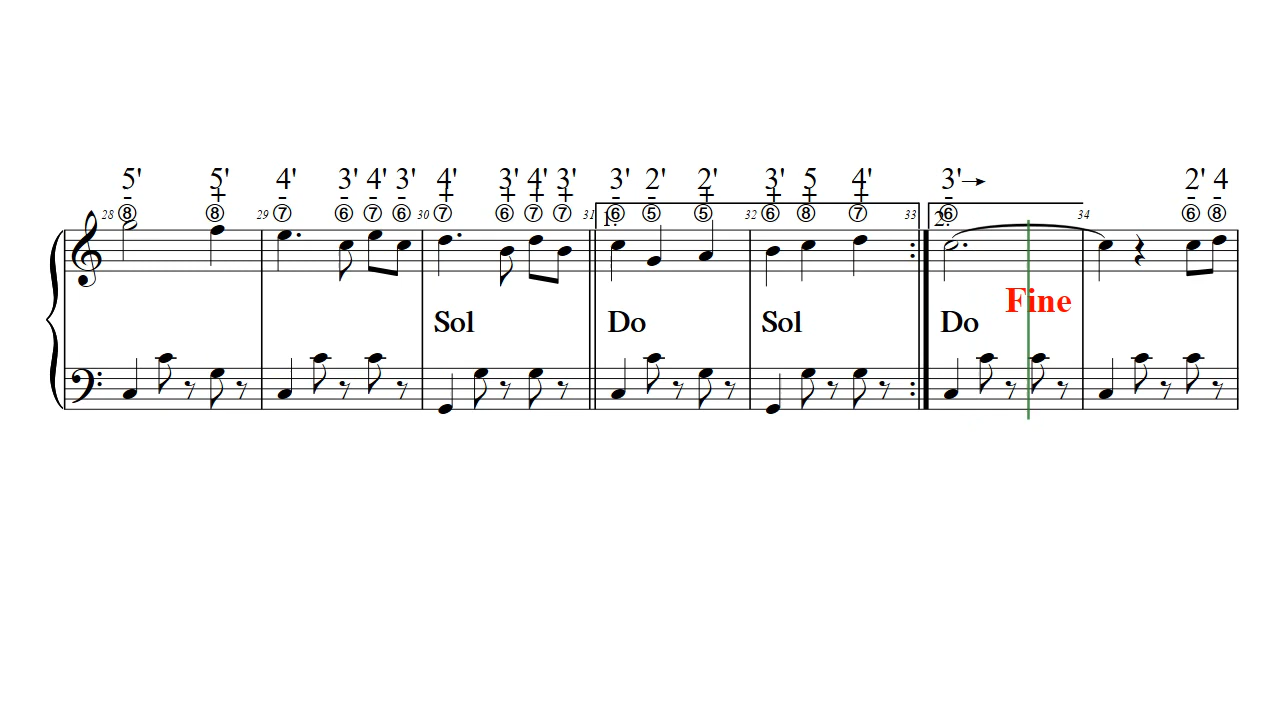 5' 5' 4' 3' 4' 3' 4' 3' 4' 3' 3' 2' 2' 3' 5 4' 3'→ 2' 4
- + - - - - + + + + - - + + + + - - -
28 ⑧ ⑧ 29 ⑦ ⑥ ⑦ ⑥ 30 ⑦ ⑥ ⑦ ⑦ 31 ⑥ ⑤ ⑤ 32 ⑥ ⑧ ⑦ 33 ⑥ 34 ⑥ ⑧
1. 2.
Fine
Sol Do Sol Do